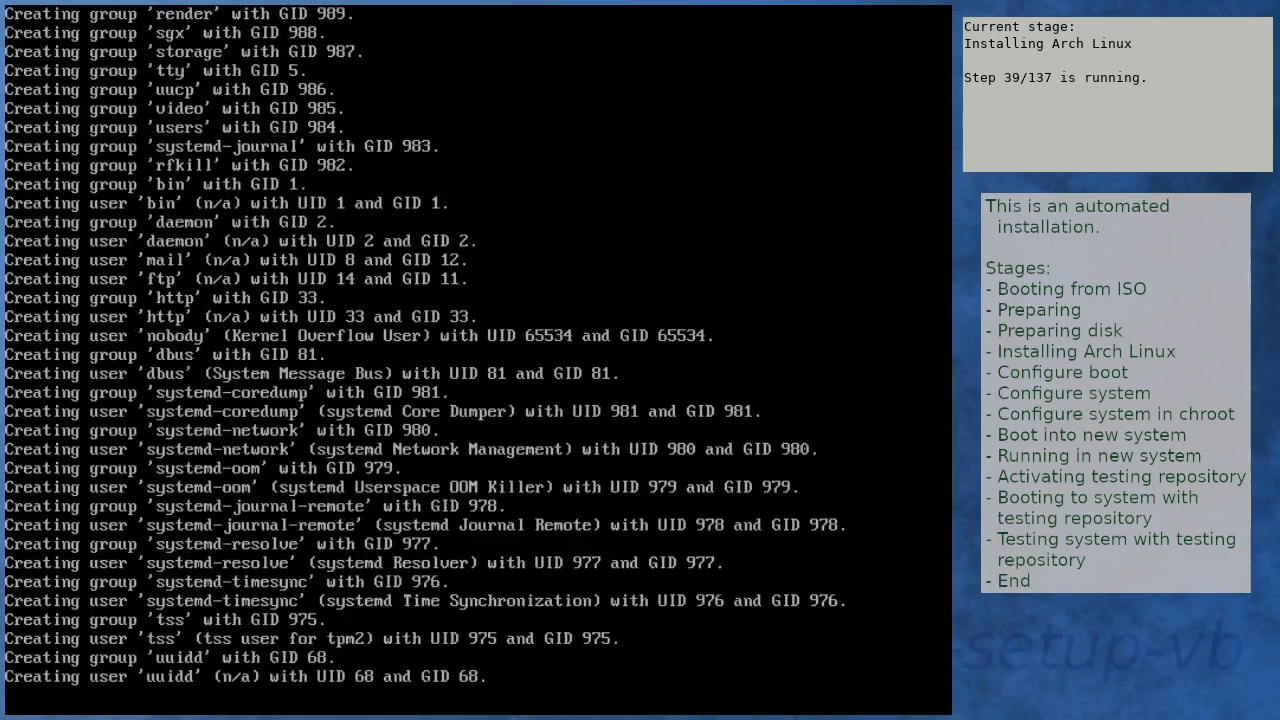 Creating group 'render' with GID 989.
Creating group 'sgx' with GID 988.
Creating group 'storage' with GID 987.
Creating group 'tty' with GID 5.
Creating group 'uucp' with GID 986.
Creating group 'video' with GID 985.
Creating group 'users' with GID 984.
Creating group 'systemd-journal' with GID 983.
Creating group 'rfkill' with GID 982.
Creating group 'bin' with GID 1.
Creating user 'bin' (n/a) with UID 1 and GID 1.
Creating group 'daemon' with GID 2.
Creating user 'daemon' (n/a) with UID 2 and GID 2.
Creating user 'mail' (n/a) with UID 8 and GID 12.
Creating user 'ftp' (n/a) with UID 14 and GID 11.
Creating group 'http' with GID 33.
Creating user 'http' (n/a) with UID 33 and GID 33.
Creating user 'nobody' (Kernel Overflow User) with UID 65534 and GID 65534.
Creating group 'dbus' with GID 81.
Creating user 'dbus' (System Message Bus) with UID 81 and GID 81.
Creating group 'systemd-coredump' with GID 981.
Creating user 'systemd-coredump' (systemd Core Dumper) with UID 981 and GID 981.
Creating group 'systemd-network' with GID 980.
Creating user 'systemd-network' (systemd Network Management) with UID 980 and GID 980.
Creating group 'systemd-oom' with GID 979.
Creating user 'systemd-oom' (systemd Userspace OOM Killer) with UID 979 and GID 979.
Creating group 'systemd-journal-remote' with GID 978.
Creating user 'systemd-journal-remote' (systemd Journal Remote) with UID 978 and GID 978.
Creating group 'systemd-resolve' with GID 977.
Creating user 'systemd-resolve' (systemd Resolver) with UID 977 and GID 977.
Creating group 'systemd-timesync' with GID 976.
Creating user 'systemd-timesync' (systemd Time Synchronization) with UID 976 and GID 976.
Creating group 'tss' with GID 975.
Creating user 'tss' (tss user for tpm2) with UID 975 and GID 975.
Creating group 'uuidd' with GID 68.
Creating user 'uuidd' (n/a) with UID 68 and GID 68.
Current stage:
Installing Arch Linux
Step 39/137 is running.
This is an automated
installation.
Stages:
- Booting from ISO
- Preparing
- Preparing disk
- Installing Arch Linux
- Configure boot
- Configure system
- Configure system in chroot
- Boot into new system
- Running in new system
- Activating testing repository
- Booting to system with
testing repository
- Testing system with testing
repository
- End
-setup-vb